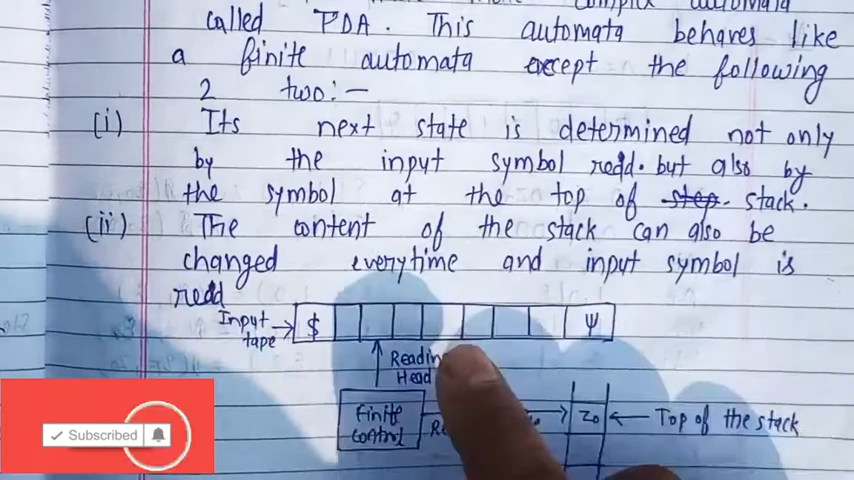 complex automata
called PDA. This automata behaves like
a finite automata except the following
2 two:-
(i) Its next state is determined not only
by the input symbol redd. but also by
the symbol at the top of step stack.
(ii) The content of the stack can also be
changed everytime and input symbol is
redd
Input tape
$ ψ
Reading
Head
Finite
control
Z0
Top of the stack
Subscribed